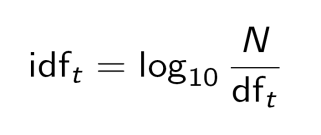 idf_t = log_10 N/df_t